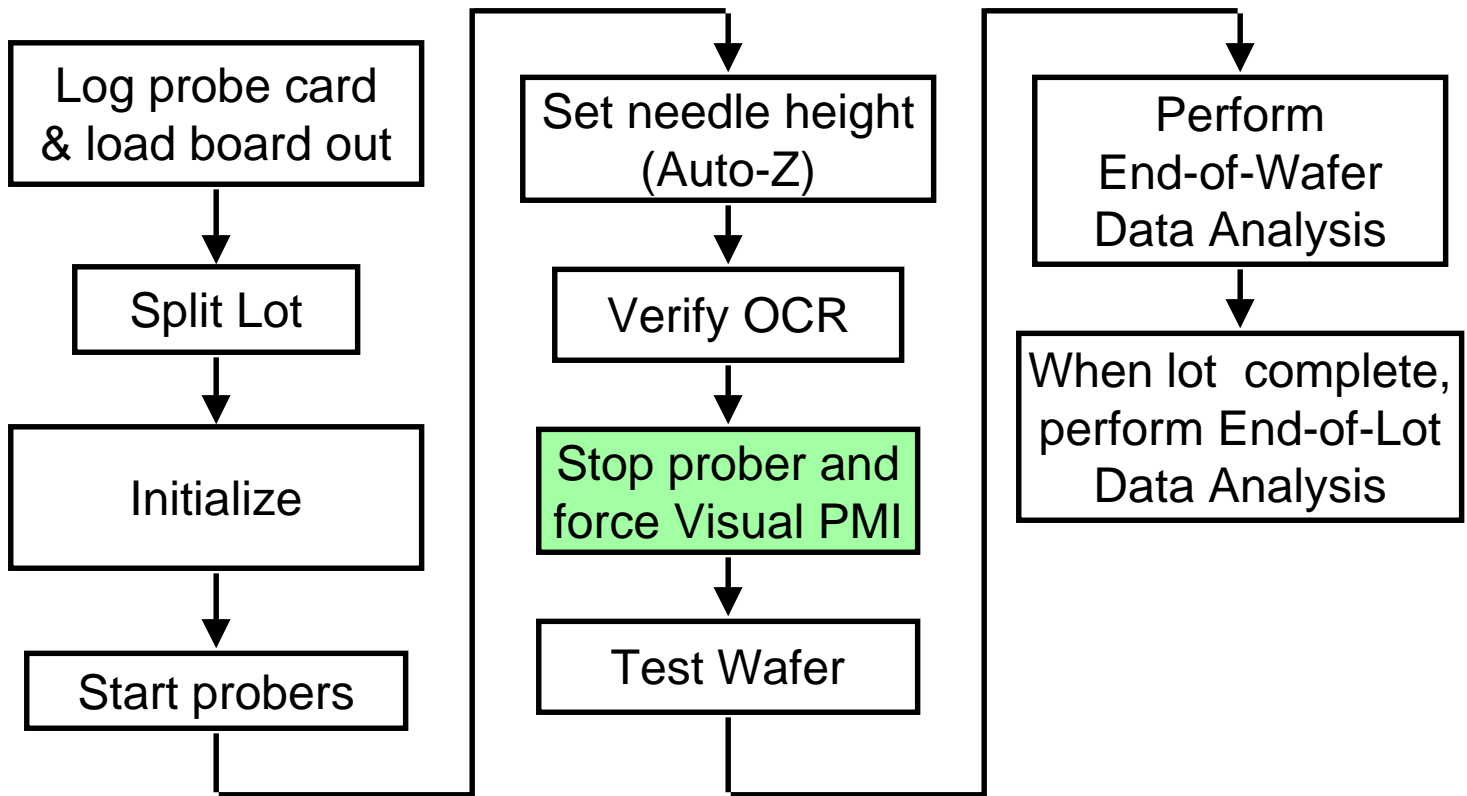 Log probe card
& load board out
Split Lot
Initialize
Start probers
Set needle height
(Auto-Z)
Verify OCR
Stop prober and
force Visual PMI
Test Wafer
Perform
End-of-Wafer
Data Analysis
When lot complete,
perform End-of-Lot
Data Analysis